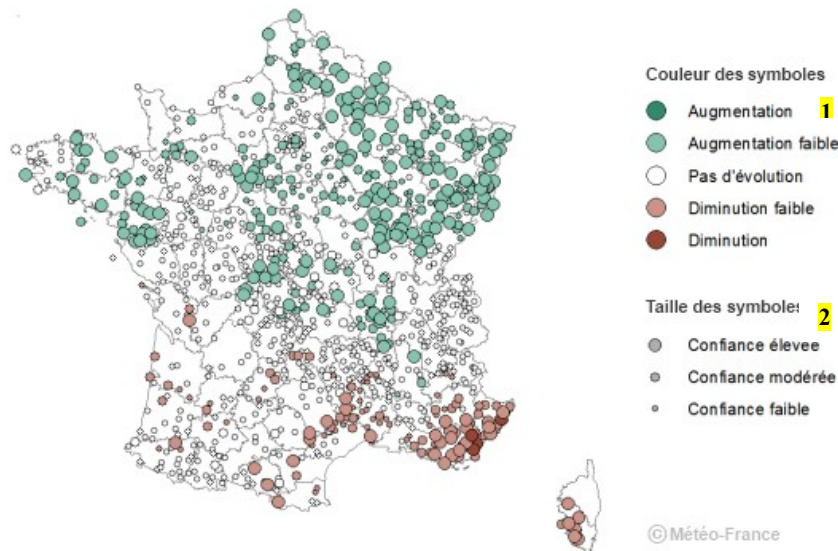 Couleur des symboles
Augmentation 1
Augmentation faible
Pas d'évolution
Diminution faible
Diminution
Taille des symboles 2
Confiance élevee
Confiance modérée
Confiance faible
© Météo-France